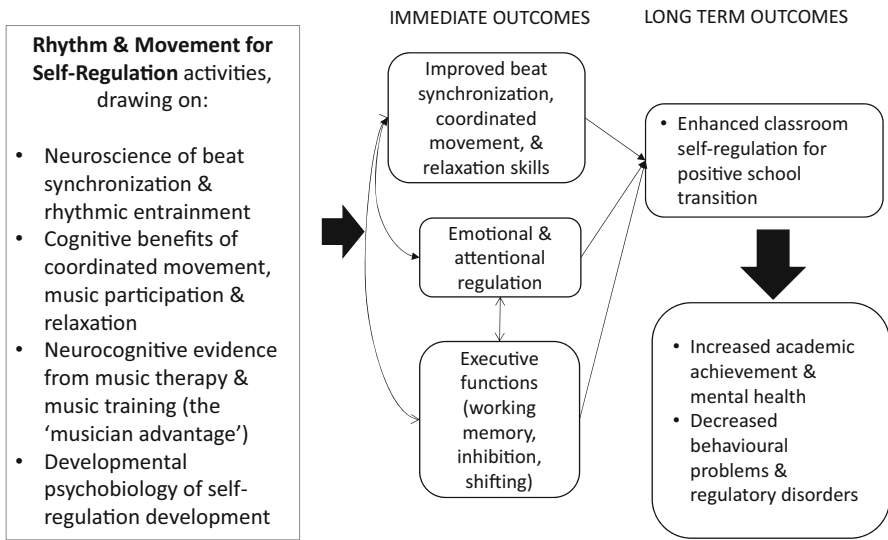 Rhythm & Movement for
Self-Regulation activities,
drawing on:
• Neuroscience of beat
synchronization &
rhythmic entrainment
• Cognitive benefits of
coordinated movement,
music participation &
relaxation
• Neurocognitive evidence
from music therapy &
music training (the
‘musician advantage’)
• Developmental
psychobiology of self-
regulation development
IMMEDIATE OUTCOMES
Improved beat
synchronization,
coordinated
movement, &
relaxation skills
Emotional &
attentional
regulation
Executive
functions
(working
memory,
inhibition,
shifting)
LONG TERM OUTCOMES
• Enhanced classroom
self-regulation for
positive school
transition
• Increased academic
achievement &
mental health
• Decreased
behavioural
problems &
regulatory disorders